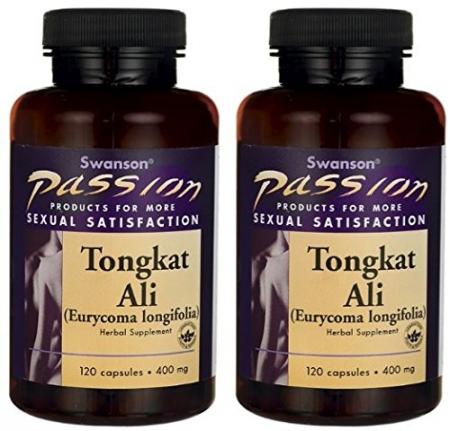 Swanson®
Passion
PRODUCTS FOR MORE
SEXUAL SATISFACTION
Tongkat
Ali
(Eurycoma longifolia)
Herbal Supplement
120 capsules • 400 mg
Swanson®
Passion
PRODUCTS FOR MORE
SEXUAL SATISFACTION
Tongkat
Ali
(Eurycoma longifolia)
Herbal Supplement
120 capsules • 400 mg